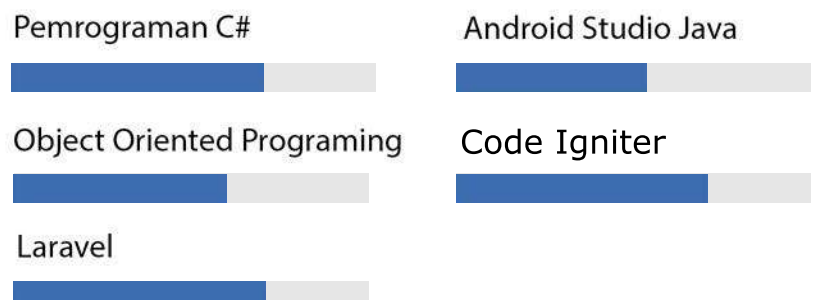 Pemrograman C#
Android Studio Java
Object Oriented Programing
Code Igniter
Laravel